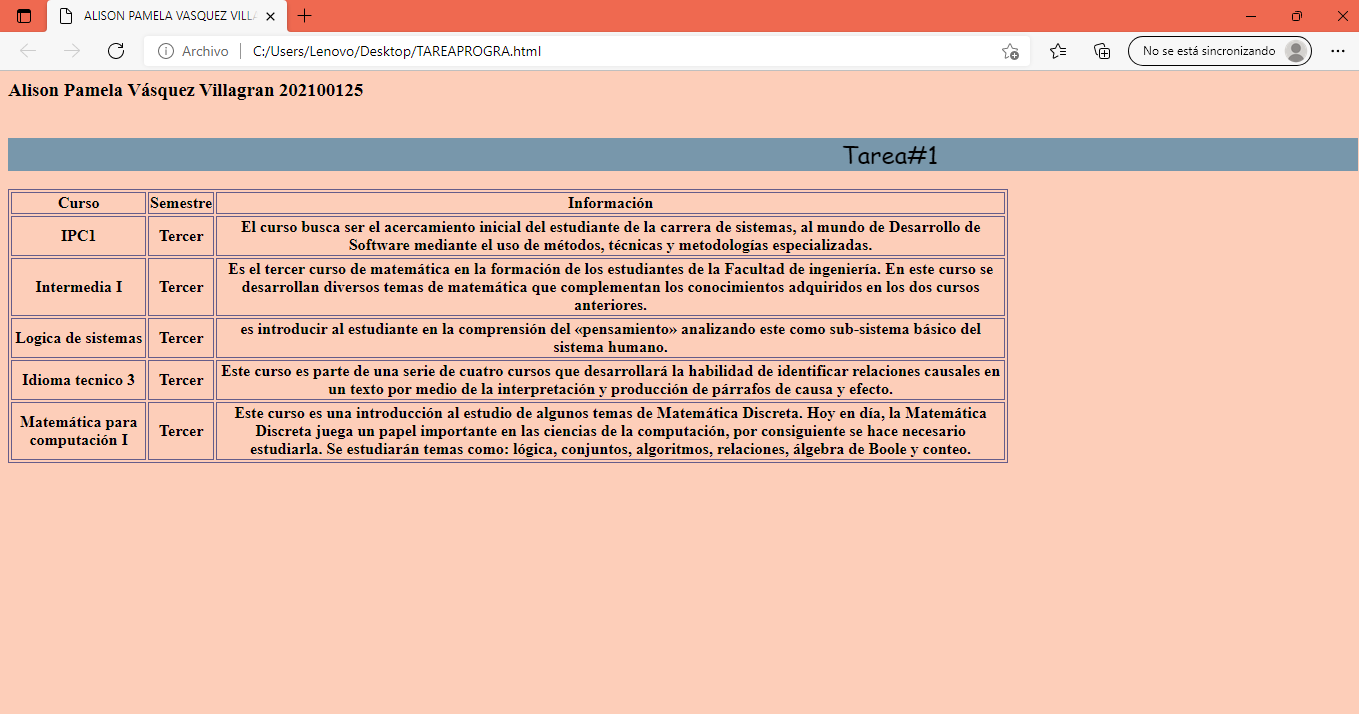 ALISON PAMELA VASQUEZ VILL
Archivo
C:/Users/Lenovo/Desktop/TAREAPROGRA.html
No se está sincronizando
Alison Pamela Vásquez Villagran 202100125
Tarea#1
Curso Semestre Información
IPC1 Tercer El curso busca ser el acercamiento inicial del estudiante de la carrera de sistemas, al mundo de Desarrollo de
Software mediante el uso de métodos, técnicas y metodologías especializadas.
Intermedia I Tercer Es el tercer curso de matemática en la formación de los estudiantes de la Facultad de ingeniería. En este curso se
desarrollan diversos temas de matemática que complementan los conocimientos adquiridos en los dos cursos
anteriores.
Logica de sistemas Tercer es introducir al estudiante en la comprensión del «pensamiento» analizando este como sub-sistema básico del
sistema humano.
Idioma tecnico 3 Tercer Este curso es parte de una serie de cuatro cursos que desarrollará la habilidad de identificar relaciones causales en
un texto por medio de la interpretación y producción de párrafos de causa y efecto.
Matemática para
computación I
Tercer
Este curso es una introducción al estudio de algunos temas de Matemática Discreta. Hoy en día, la Matemática
Discreta juega un papel importante en las ciencias de la computación, por consiguiente se hace necesario
estudiarla. Se estudiarán temas como: lógica, conjuntos, algoritmos, relaciones, álgebra de Boole y conteo.